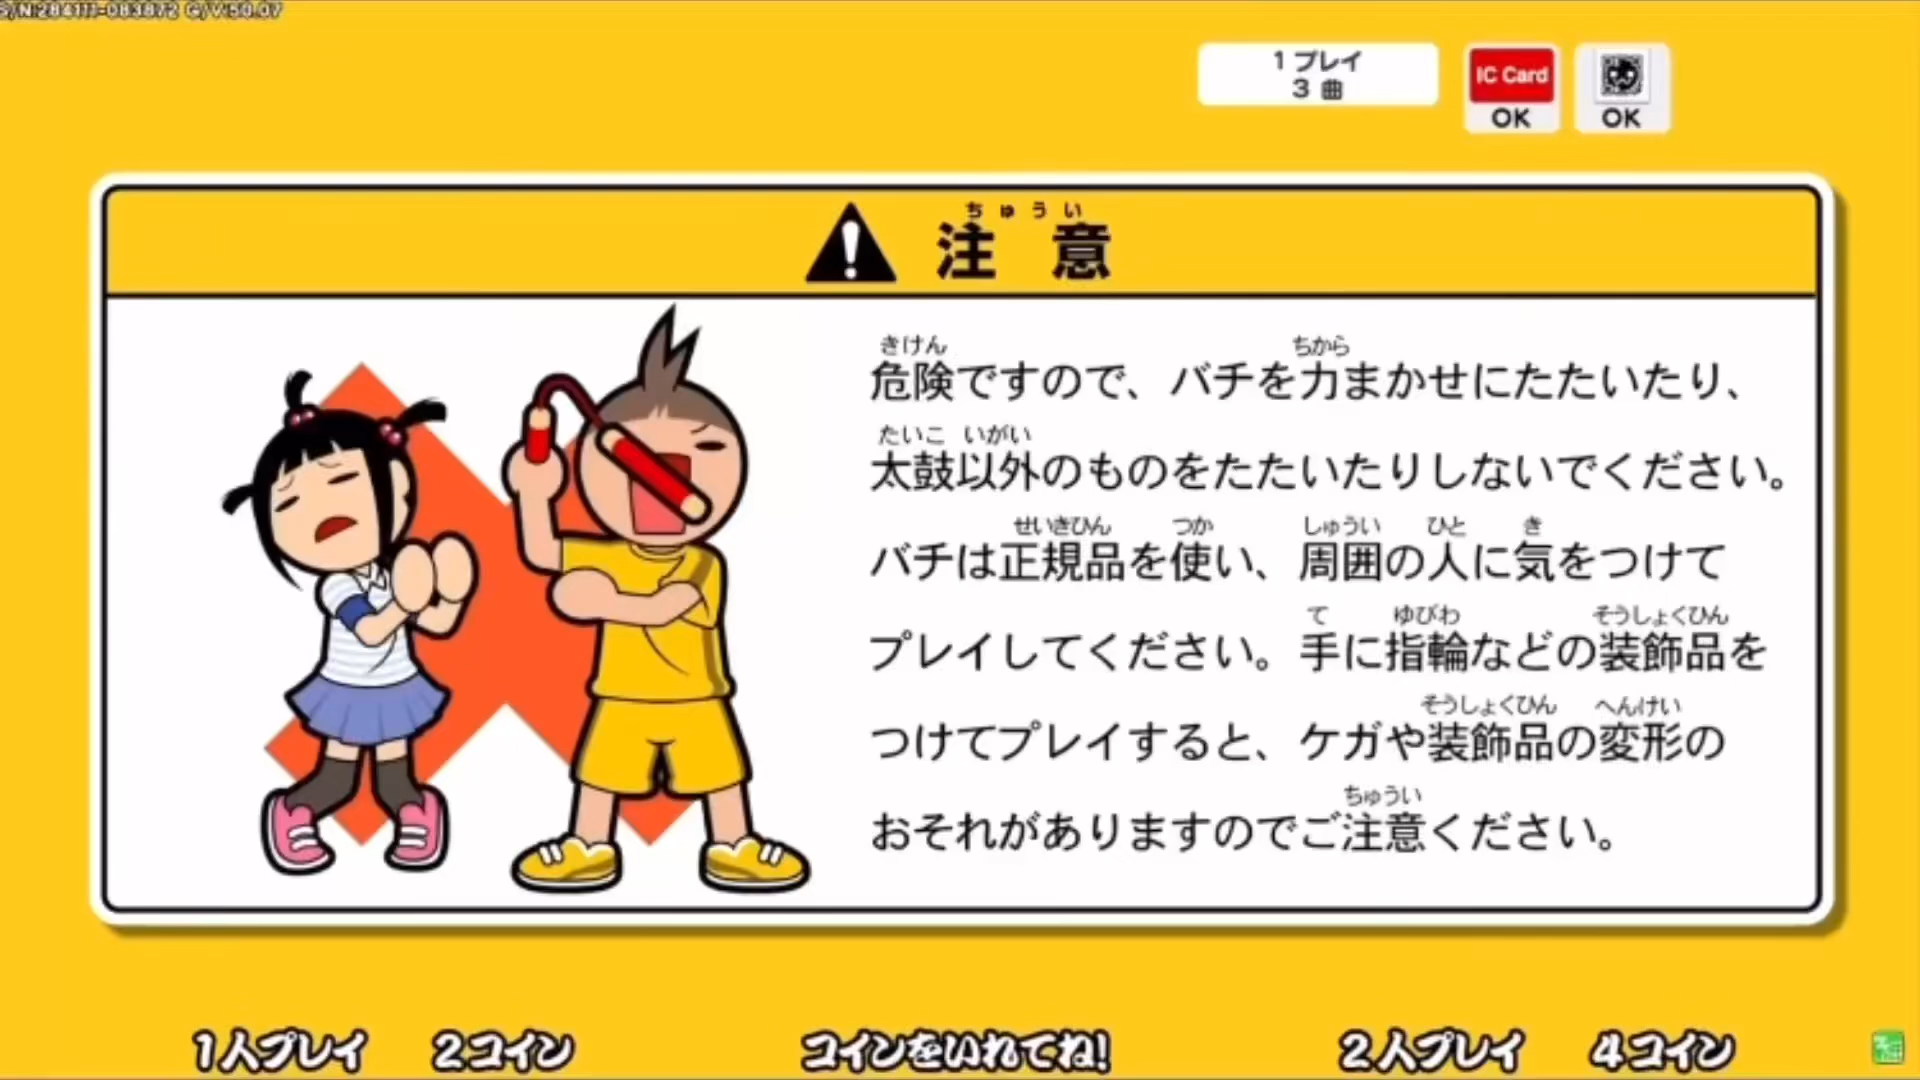 S/N:284111-083872 G/V:50.07
1 プレイ
3 曲
IC Card
OK
OK
ちゅうい
注意
きけん ちから
危険ですので、バチを力まかせにたたいたり、
たいこ いがい
太鼓以外のものをたたいたりしないでください。
せいきひん つか しゅうい ひと き
バチは正規品を使い、周囲の人に気をつけて
て ゆびわ そうしょくひん
プレイしてください。手に指輪などの装飾品を
そうしょくひん へんけい
つけてプレイすると、ケガや装飾品の変形の
ちゅうい
おそれがありますのでご注意ください。
1人プレイ 2コイン コインをいれてね! 2人プレイ 4コイン